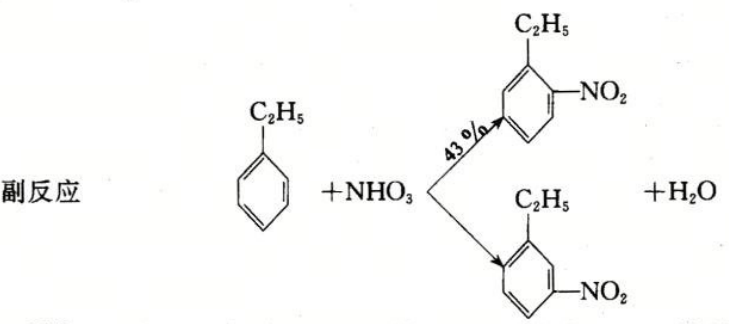 C₂H₅
NO₂
C₂H₅
43%
副反应
+NHO₃
C₂H₅
+H₂O
NO₂